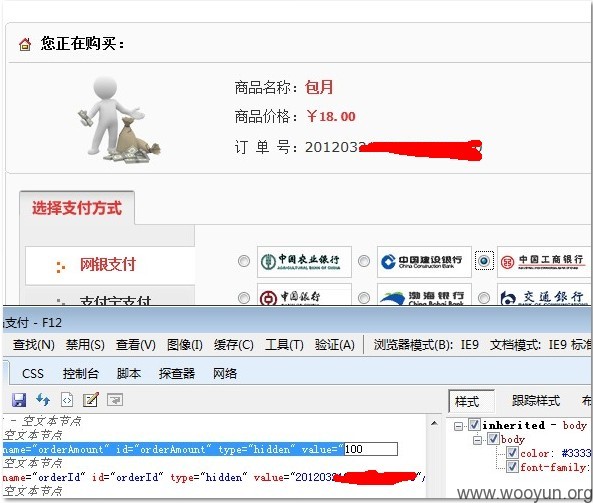 您正在购买：
商品名称：包月
商品价格：￥18.00
订 单 号：2012032
选择支付方式
网银支付
中国农业银行
AGRICULTURAL BANK OF CHINA
中国建设银行
China Construction Bank
中国工商银行
支付宝支付
中国银行
渤海银行
China Bohai Bank
交通银行
支付 - F12
查找(N) 禁用(S) 查看(V) 图像(I) 缓存(C) 工具(T) 验证(A) 浏览器模式(B): IE9 文档模式: IE9 标准
CSS 控制台 脚本 探查器 网络
样式 跟踪样式
- 空文本节点
空文本节点
name="orderAmount" id="orderAmount" type="hidden" value="100
空文本节点
name="orderId" id="orderId" type="hidden" value="2012032
空文本节点
inherited - body
body
color: #3333
font-family:
www.wooyun.org